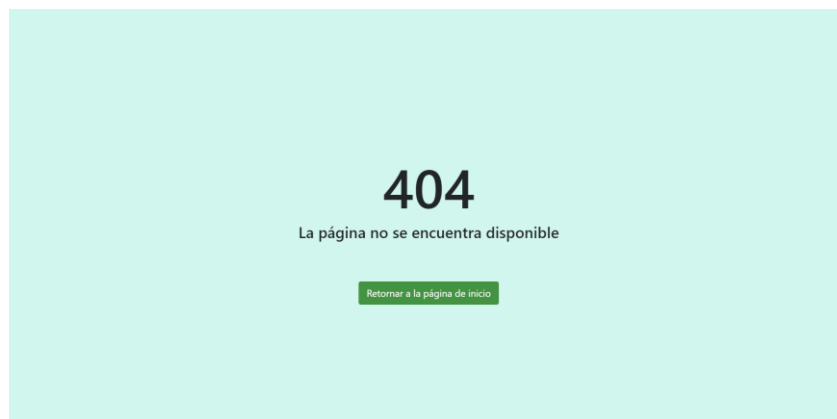 404
La página no se encuentra disponible
Retornar a la página de inicio